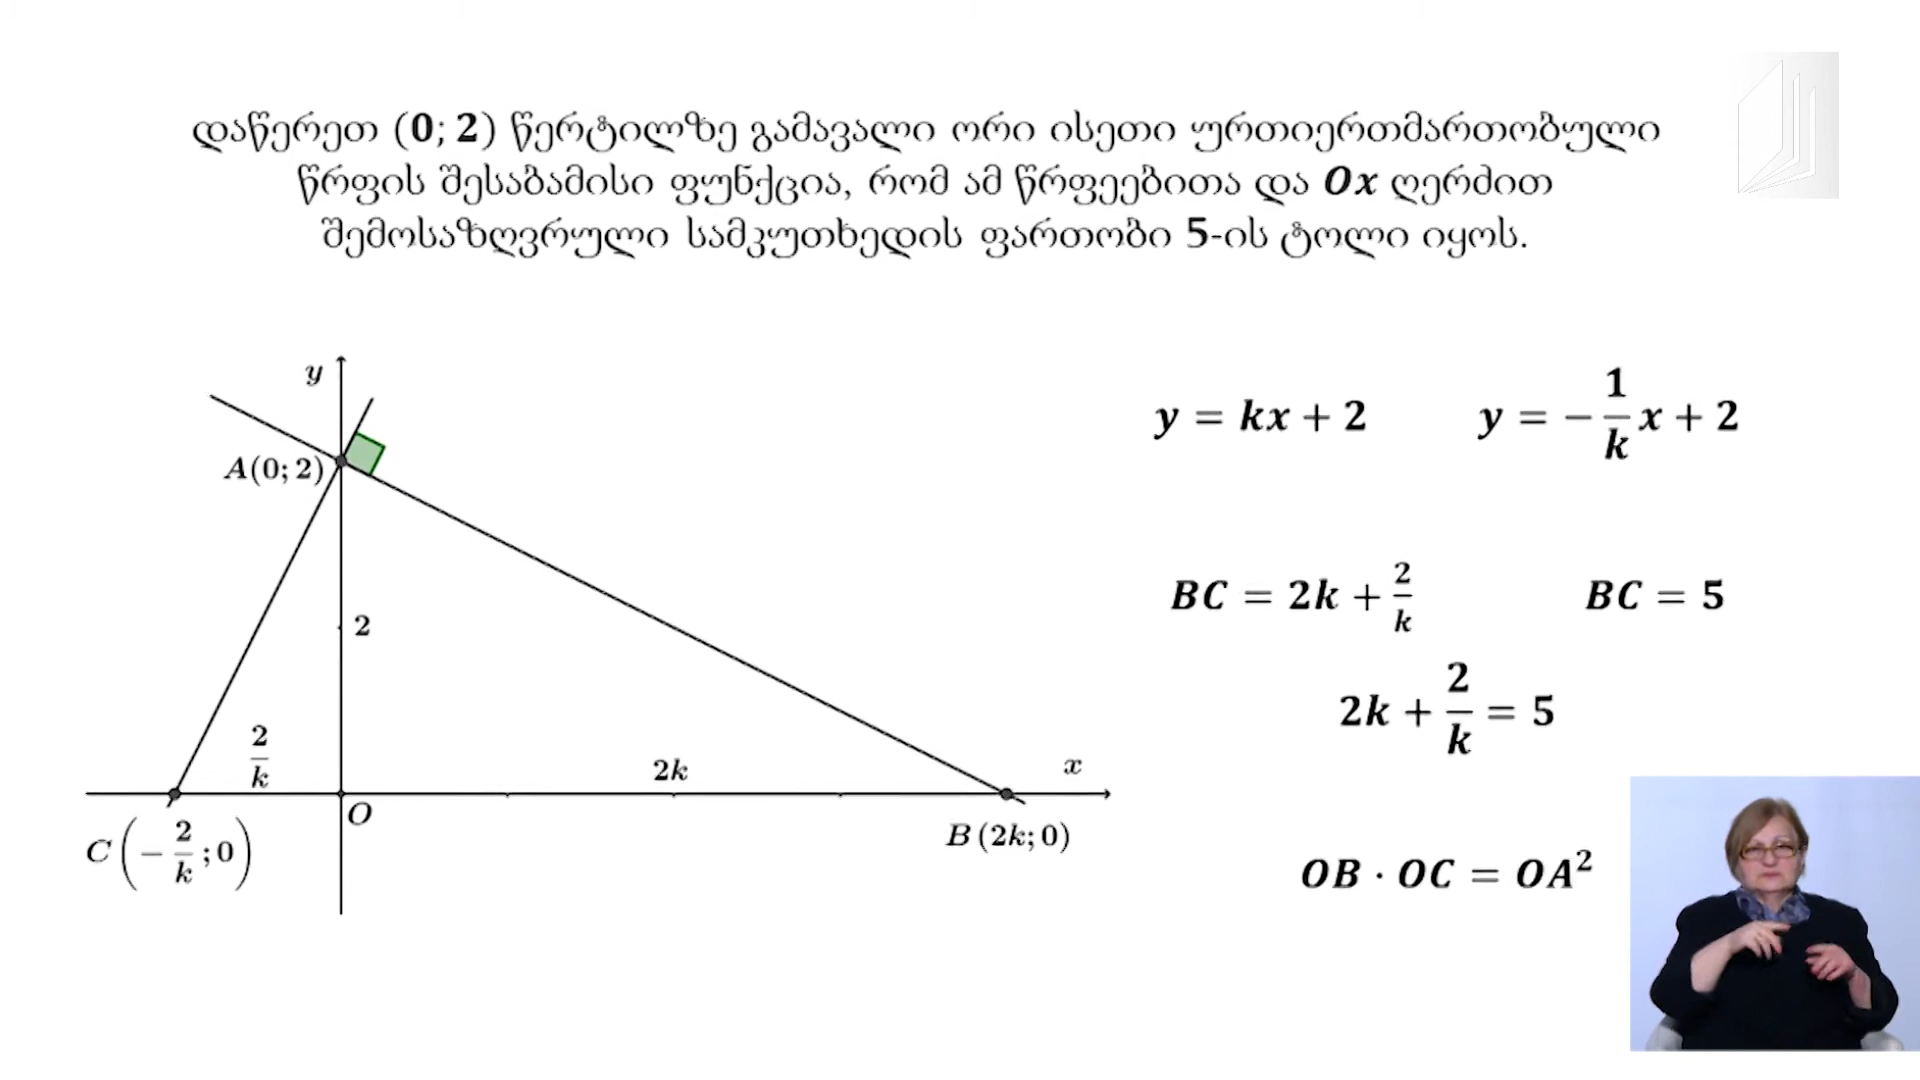 დაწერეთ (0; 2) წერტილზე გამავალი ორი ისეთი ურთიერთმართობული
წრფის შესაბამისი ფუნქცია, რომ ამ წრფეებითა და Ox ღერძით
შემოსაზღვრული სამკუთხედის ფართობი 5-ის ტოლი იყოს.
y
A(0; 2)
2
2/k
2k
x
O
C(-2/k; 0)
B(2k; 0)
y = kx + 2
y = -1/k x + 2
BC = 2k + 2/k
BC = 5
2k + 2/k = 5
OB · OC = OA²